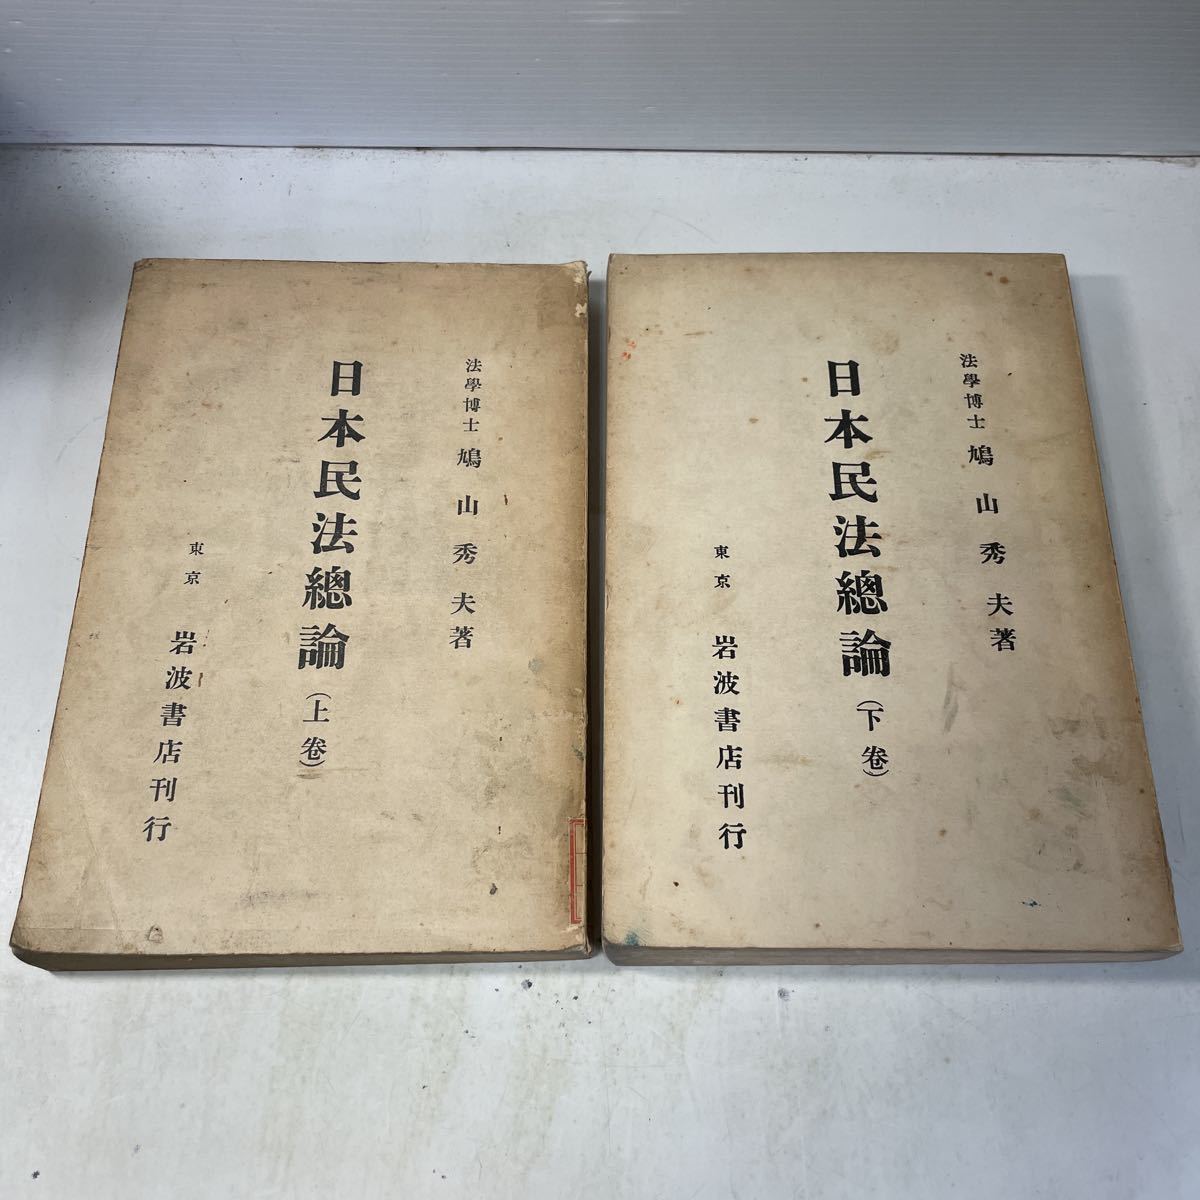 法學博士 鳩山秀夫著
日本民法總論(上卷)
東京 岩波書店刊行
法學博士 鳩山秀夫著
日本民法總論(下卷)
東京 岩波書店刊行